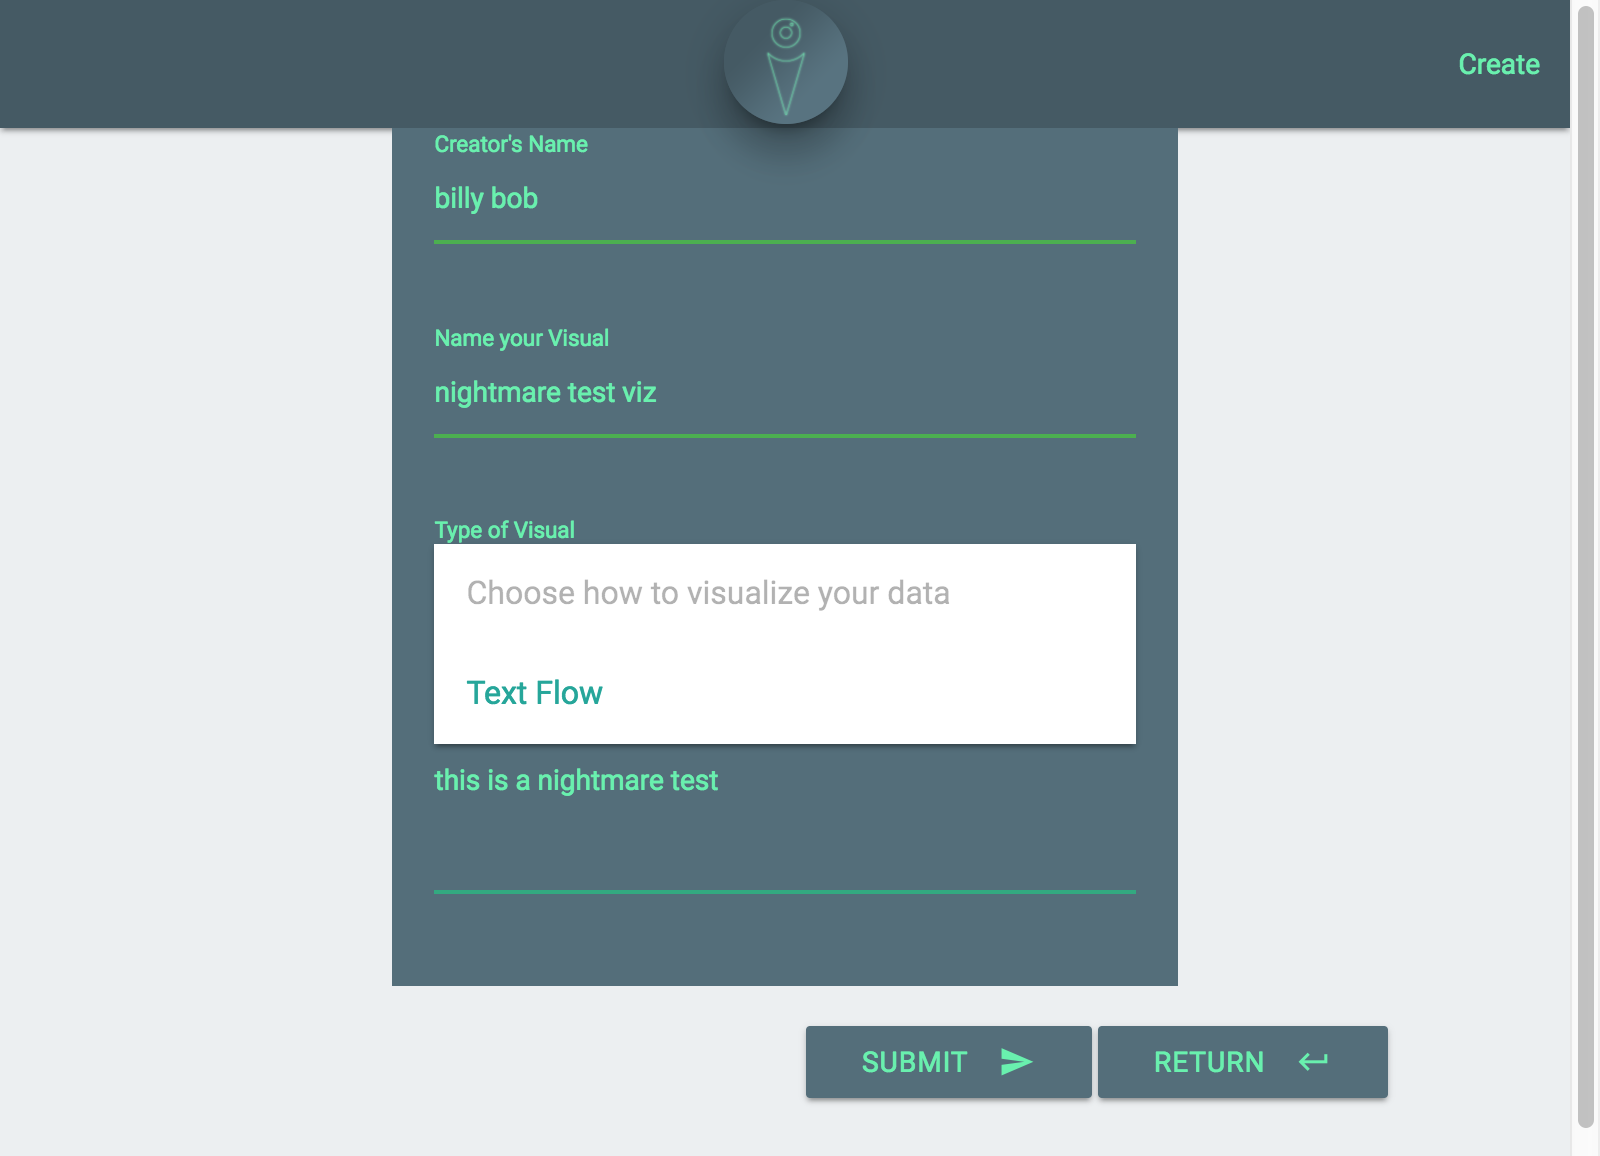 Create
Creator's Name
billy bob
Name your Visual
nightmare test viz
Type of Visual
Choose how to visualize your data
Text Flow
this is a nightmare test
SUBMIT
RETURN